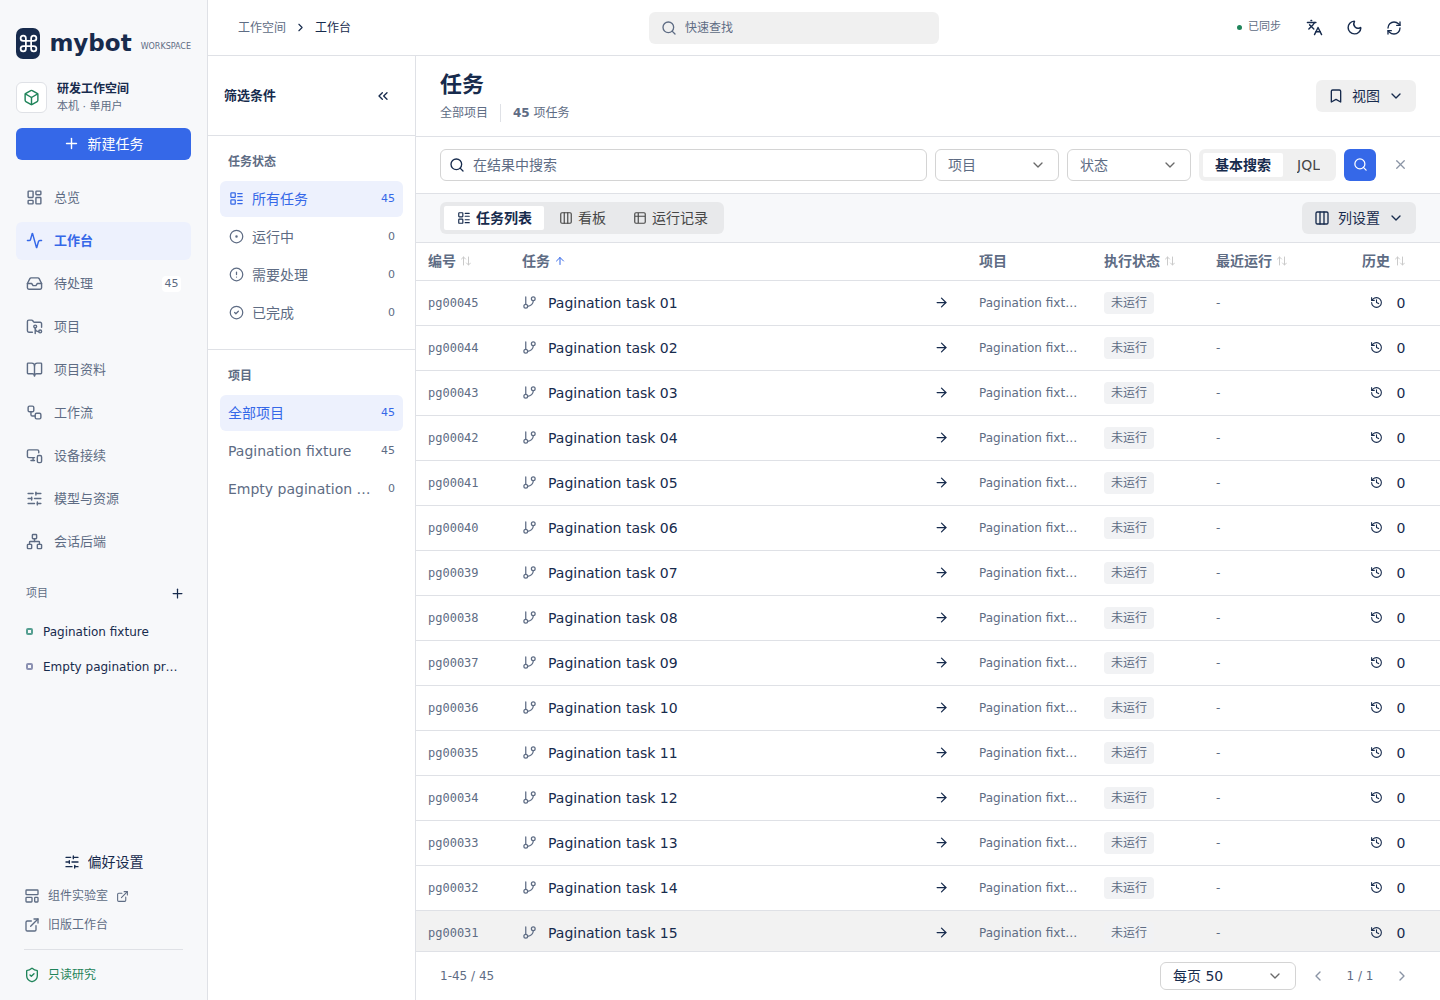 mybot WORKSPACE
研发工作空间
本机 · 单用户
新建任务
总览
工作台
待处理 45
项目
项目资料
工作流
设备接续
模型与资源
会话后端
项目
Pagination fixture
Empty pagination pr…
偏好设置
组件实验室
旧版工作台
只读研究
工作空间 工作台
快速查找
已同步
筛选条件
任务状态
所有任务 45
运行中 0
需要处理 0
已完成 0
项目
全部项目 45
Pagination fixture 45
Empty pagination … 0
任务
全部项目 45 项任务
视图
在结果中搜索 项目 状态 基本搜索 JQL
任务列表 看板 运行记录 列设置
编号 任务 项目 执行状态 最近运行 历史
pg00045 Pagination task 01 Pagination fixt… 未运行 - 0
pg00044 Pagination task 02 Pagination fixt… 未运行 - 0
pg00043 Pagination task 03 Pagination fixt… 未运行 - 0
pg00042 Pagination task 04 Pagination fixt… 未运行 - 0
pg00041 Pagination task 05 Pagination fixt… 未运行 - 0
pg00040 Pagination task 06 Pagination fixt… 未运行 - 0
pg00039 Pagination task 07 Pagination fixt… 未运行 - 0
pg00038 Pagination task 08 Pagination fixt… 未运行 - 0
pg00037 Pagination task 09 Pagination fixt… 未运行 - 0
pg00036 Pagination task 10 Pagination fixt… 未运行 - 0
pg00035 Pagination task 11 Pagination fixt… 未运行 - 0
pg00034 Pagination task 12 Pagination fixt… 未运行 - 0
pg00033 Pagination task 13 Pagination fixt… 未运行 - 0
pg00032 Pagination task 14 Pagination fixt… 未运行 - 0
pg00031 Pagination task 15 Pagination fixt… 未运行 - 0
1-45 / 45 每页 50 1 / 1